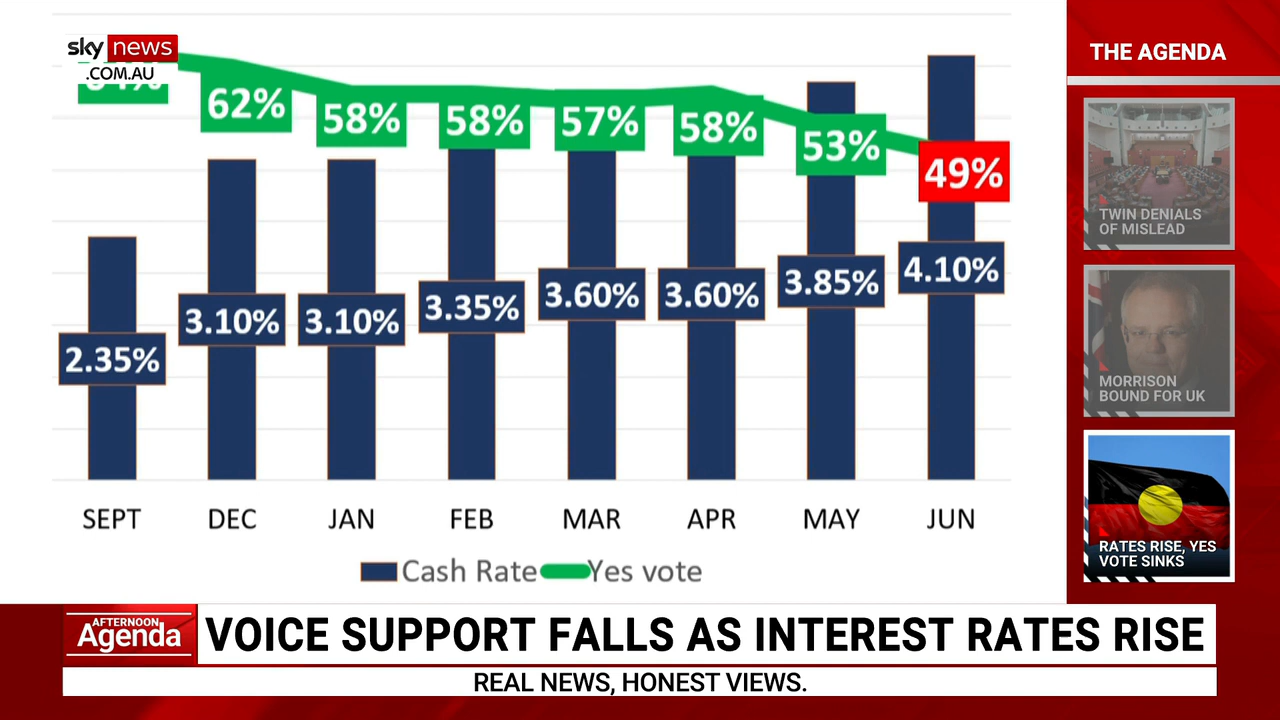 sky news
.COM.AU
62%
58%
58%
57%
58%
53%
49%
2.35%
3.10%
3.10%
3.35%
3.60%
3.60%
3.85%
4.10%
SEPT DEC JAN FEB MAR APR MAY JUN
Cash Rate Yes vote
THE AGENDA
TWIN DENIALS
OF MISLEAD
MORRISON
BOUND FOR UK
RATES RISE, YES
VOTE SINKS
AFTERNOON
Agenda
VOICE SUPPORT FALLS AS INTEREST RATES RISE
REAL NEWS, HONEST VIEWS.